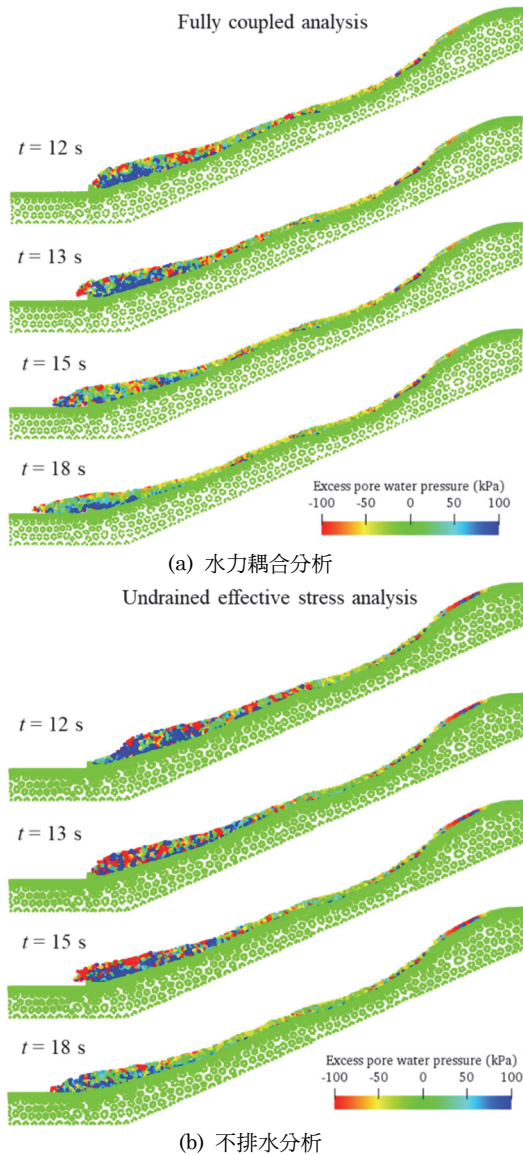 Fully coupled analysis
t = 12 s
t = 13 s
t = 15 s
t = 18 s
Excess pore water pressure (kPa)
-100 -50 0 50 100
(a) 水力耦合分析
Undrained effective stress analysis
t = 12 s
t = 13 s
t = 15 s
t = 18 s
Excess pore water pressure (kPa)
-100 -50 0 50 100
(b) 不排水分析